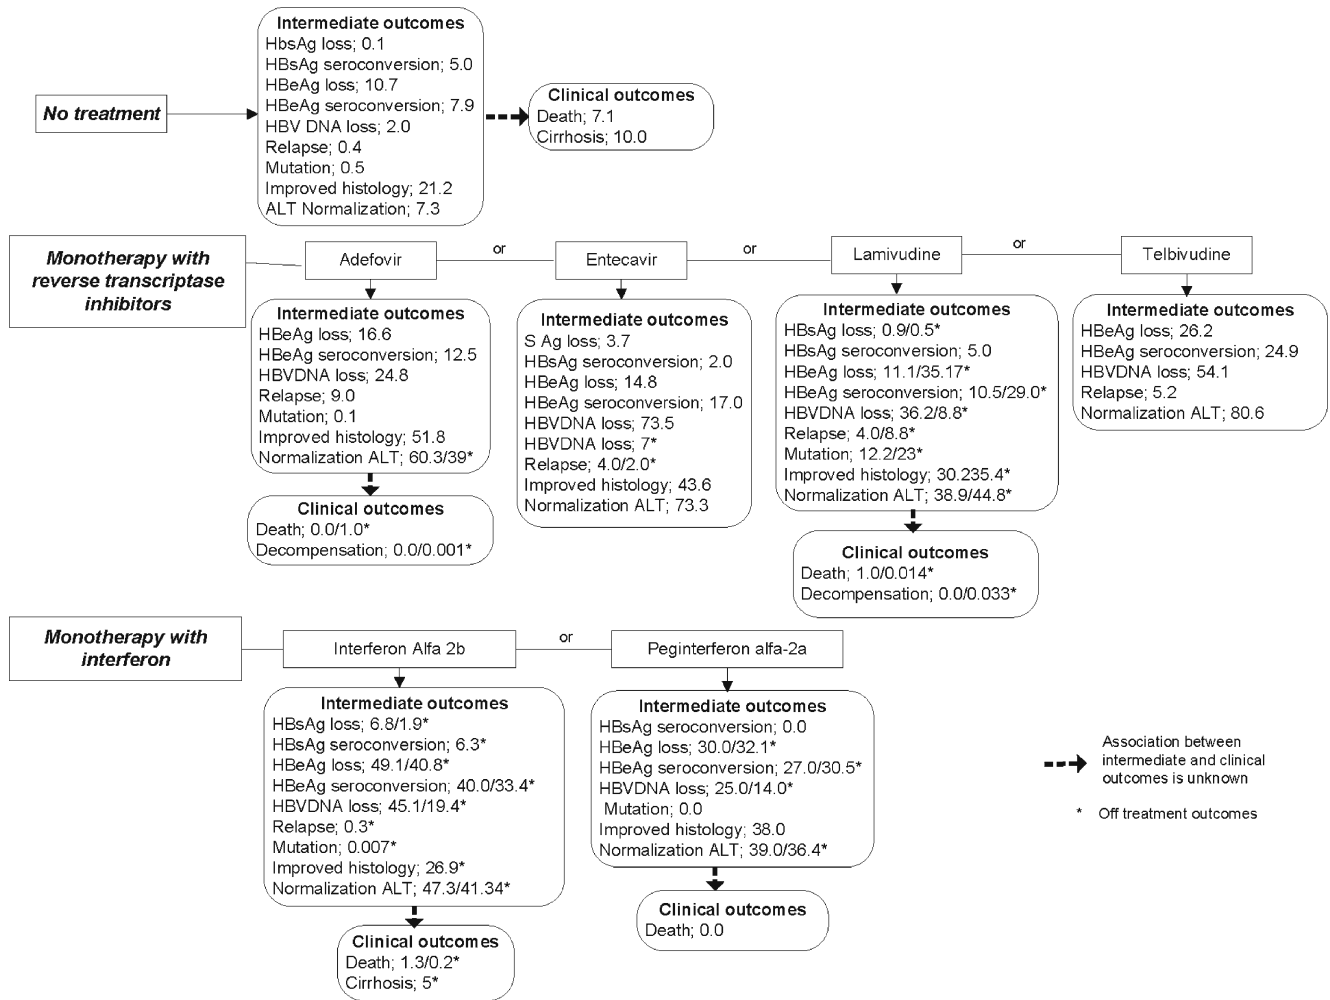 Intermediate outcomes
HbsAg loss; 0.1
HBsAg seroconversion; 5.0
HBeAg loss; 10.7
HBeAg seroconversion; 7.9
HBV DNA loss; 2.0
Relapse; 0.4
Mutation; 0.5
Improved histology; 21.2
ALT Normalization; 7.3
No treatment
Clinical outcomes
Death; 7.1
Cirrhosis; 10.0
Monotherapy with
reverse transcriptase
inhibitors
Adefovir
or
Entecavir
or
Lamivudine
or
Telbivudine
Intermediate outcomes
HBeAg loss; 16.6
HBeAg seroconversion; 12.5
HBVDNA loss; 24.8
Relapse; 9.0
Mutation; 0.1
Improved histology; 51.8
Normalization ALT; 60.3/39*
Clinical outcomes
Death; 0.0/1.0*
Decompensation; 0.0/0.001*
Intermediate outcomes
S Ag loss; 3.7
HBsAg seroconversion; 2.0
HBeAg loss; 14.8
HBeAg seroconversion; 17.0
HBVDNA loss; 73.5
HBVDNA loss; 7*
Relapse; 4.0/2.0*
Improved histology; 43.6
Normalization ALT; 73.3
Intermediate outcomes
HBsAg loss; 0.9/0.5*
HBsAg seroconversion; 5.0
HBeAg loss; 11.1/35.17*
HBeAg seroconversion; 10.5/29.0*
HBVDNA loss; 36.2/8.8*
Relapse; 4.0/8.8*
Mutation; 12.2/23*
Improved histology; 30.235.4*
Normalization ALT; 38.9/44.8*
Clinical outcomes
Death; 1.0/0.014*
Decompensation; 0.0/0.033*
Intermediate outcomes
HBeAg loss; 26.2
HBeAg seroconversion; 24.9
HBVDNA loss; 54.1
Relapse; 5.2
Normalization ALT; 80.6
Monotherapy with
interferon
Interferon Alfa 2b
or
Peginterferon alfa-2a
Intermediate outcomes
HBsAg loss; 6.8/1.9*
HBsAg seroconversion; 6.3*
HBeAg loss; 49.1/40.8*
HBeAg seroconversion; 40.0/33.4*
HBVDNA loss; 45.1/19.4*
Relapse; 0.3*
Mutation; 0.007*
Improved histology; 26.9*
Normalization ALT; 47.3/41.34*
Clinical outcomes
Death; 1.3/0.2*
Cirrhosis; 5*
Intermediate outcomes
HBsAg seroconversion; 0.0
HBeAg loss; 30.0/32.1*
HBeAg seroconversion; 27.0/30.5*
HBVDNA loss; 25.0/14.0*
Mutation; 0.0
Improved histology; 38.0
Normalization ALT; 39.0/36.4*
Clinical outcomes
Death; 0.0
Association between
intermediate and clinical
outcomes is unknown
* Off treatment outcomes